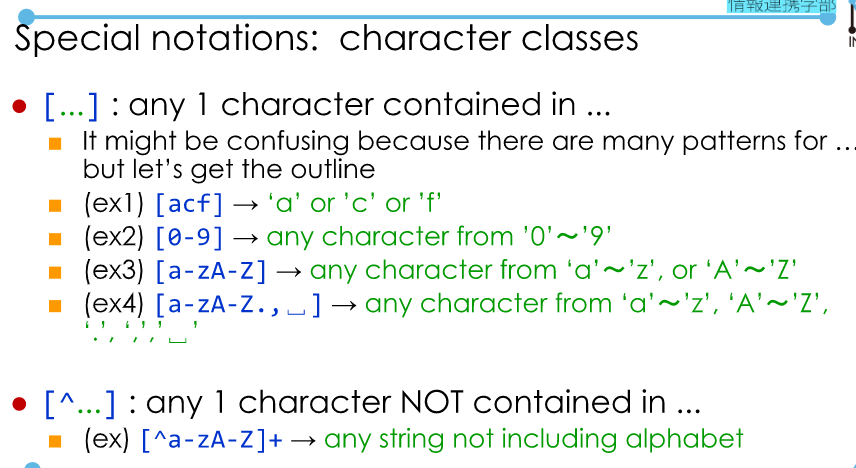 情報連携学部
IN
Special notations:  character classes
● [...] : any 1 character contained in ...
■ It might be confusing because there are many patterns for ...
but let’s get the outline
■ (ex1) [acf] → ‘a’ or ’c’ or ’f’
■ (ex2) [0-9] → any character from ’0’～’9’
■ (ex3) [a-zA-Z] → any character from ‘a’～’z’, or ‘A’～’Z’
■ (ex4) [a-zA-Z.,␣] → any character from ‘a’～’z’, ‘A’～’Z’,
‘.’, ‘,’,’␣’
● [^...] : any 1 character NOT contained in ...
■ (ex) [^a-zA-Z]+ → any string not including alphabet